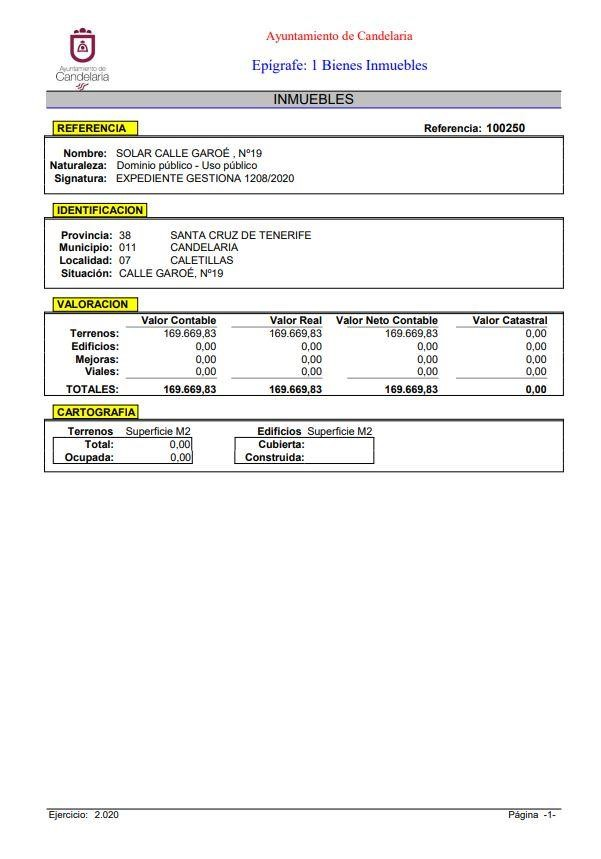 Ayuntamiento de Candelaria
Ayuntamiento de
Candelaria
Epígrafe: 1 Bienes Inmuebles
INMUEBLES
REFERENCIA Referencia: 100250
Nombre: SOLAR CALLE GAROÉ , Nº19
Naturaleza: Dominio público - Uso público
Signatura: EXPEDIENTE GESTIONA 1208/2020
IDENTIFICACION
Provincia: 38 SANTA CRUZ DE TENERIFE
Municipio: 011 CANDELARIA
Localidad: 07 CALETILLAS
Situación: CALLE GAROÉ, Nº19
VALORACION
Valor Contable Valor Real Valor Neto Contable Valor Catastral
Terrenos: 169.669,83 169.669,83 169.669,83 0,00
Edificios: 0,00 0,00 0,00 0,00
Mejoras: 0,00 0,00 0,00 0,00
Viales: 0,00 0,00 0,00 0,00
TOTALES: 169.669,83 169.669,83 169.669,83 0,00
CARTOGRAFIA
Terrenos Superficie M2 Edificios Superficie M2
Total: 0,00 Cubierta:
Ocupada: 0,00 Construida:
Ejercicio: 2.020 Página -1-